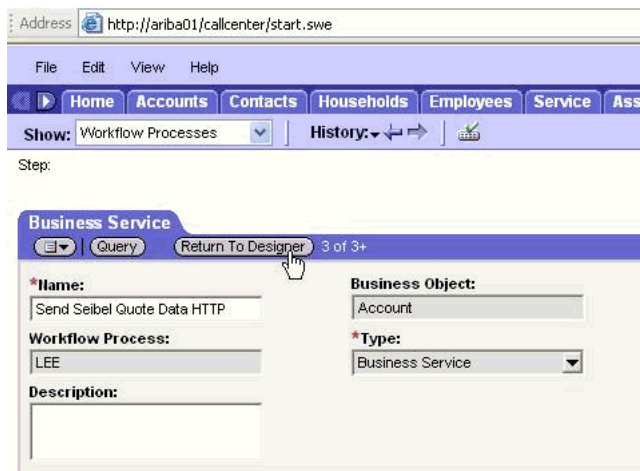 Address http://ariba01/callcenter/start.swe
File Edit View Help
Home Accounts Contacts Households Employees Service Ass
Show: Workflow Processes History:
Step:
Business Service
Query Return To Designer 3 of 3+
*Name: Business Object:
Send Seibel Quote Data HTTP Account
Workflow Process: *Type:
LEE Business Service
Description: